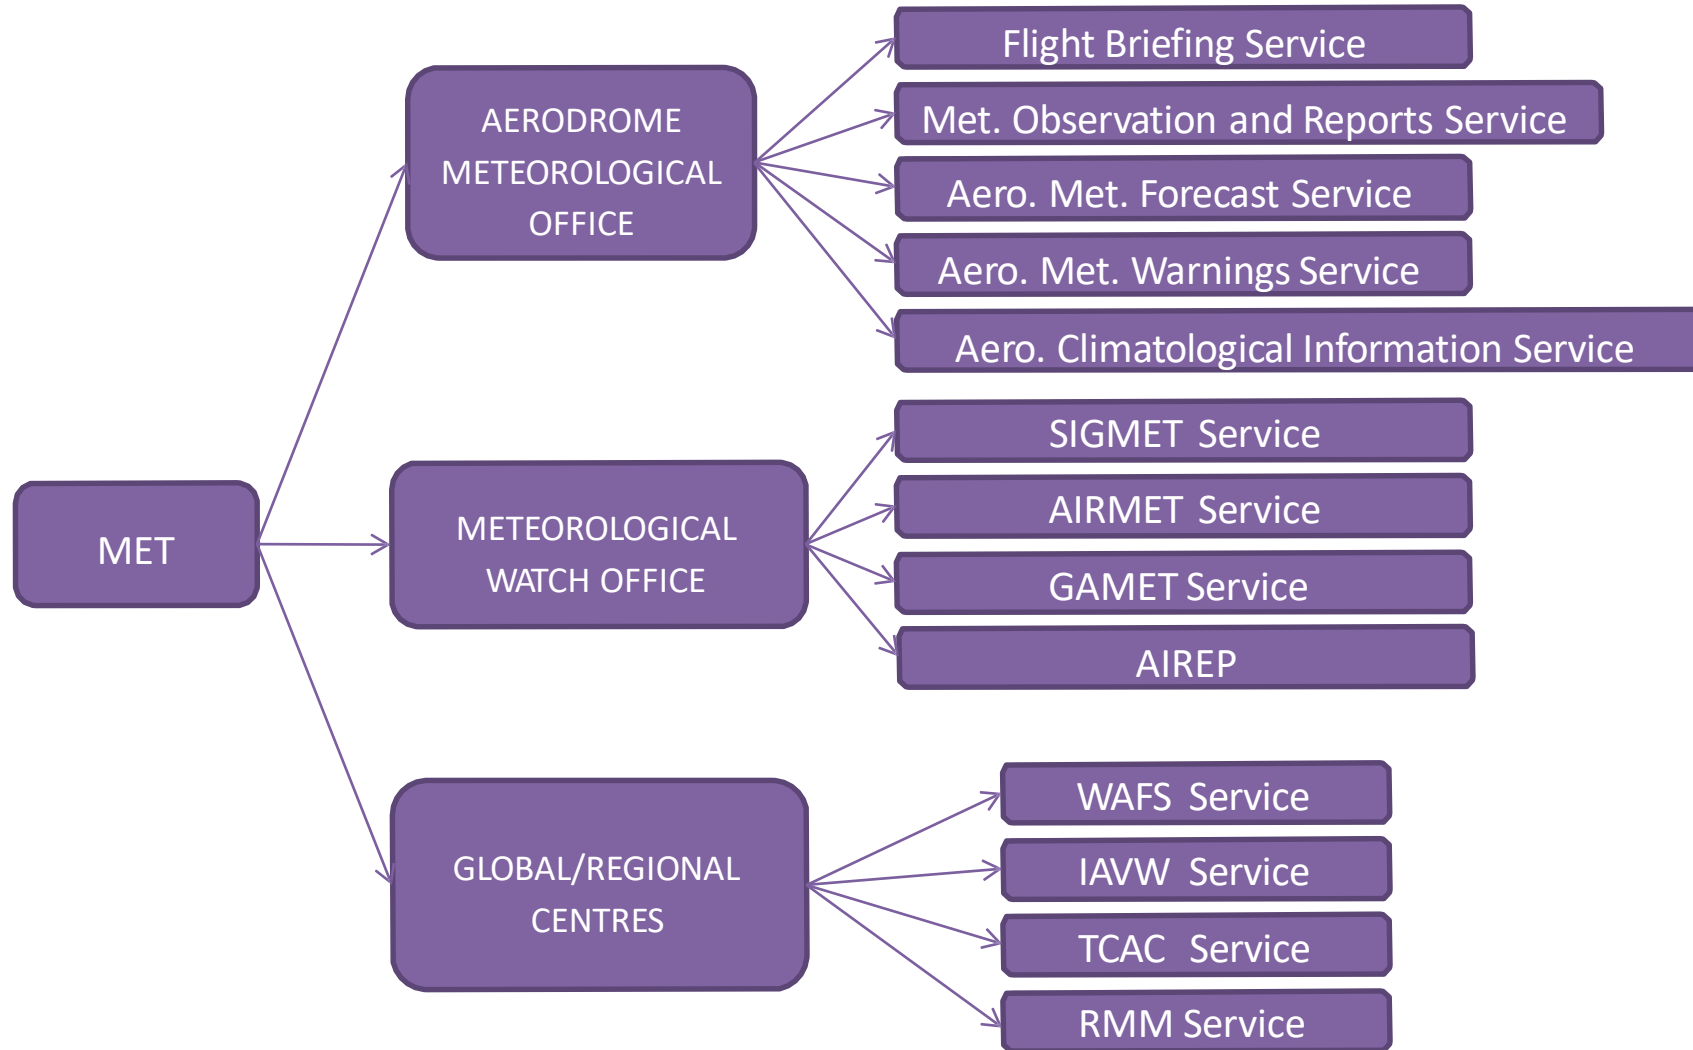 MET
AERODROME
METEOROLOGICAL
OFFICE
Flight Briefing Service
Met. Observation and Reports Service
Aero. Met. Forecast Service
Aero. Met. Warnings Service
Aero. Climatological Information Service
METEOROLOGICAL
WATCH OFFICE
SIGMET Service
AIRMET Service
GAMET Service
AIREP
GLOBAL/REGIONAL
CENTRES
WAFS Service
IAVW Service
TCAC Service
RMM Service